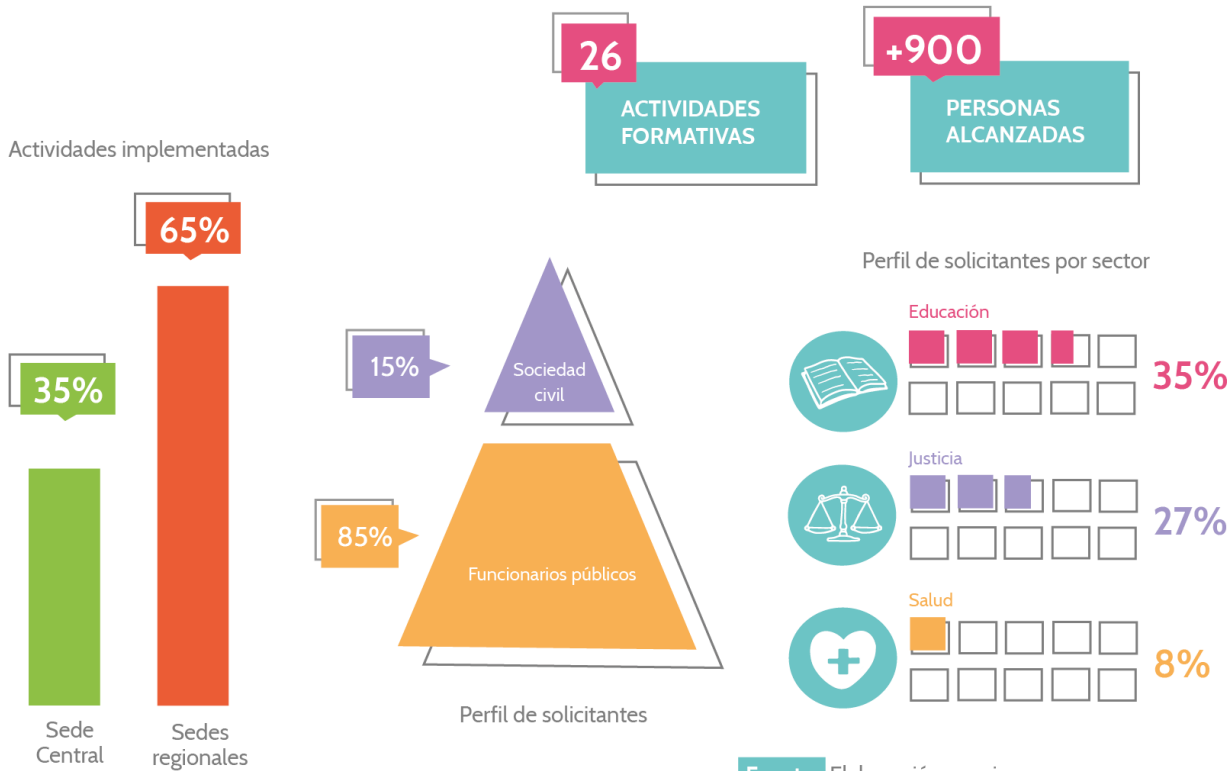 26
ACTIVIDADES
FORMATIVAS
+900
PERSONAS
ALCANZADAS
Actividades implementadas
35%
65%
Sede
Central
Sedes
regionales
15%
Sociedad
civil
85%
Funcionarios públicos
Perfil de solicitantes
Perfil de solicitantes por sector
Educación
35%
Justicia
27%
Salud
8%